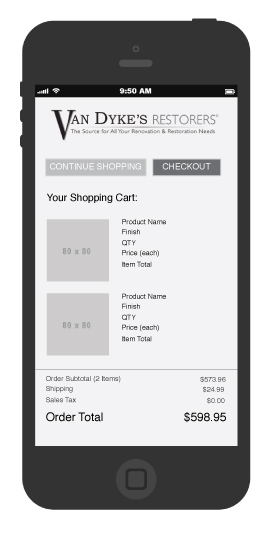 9:50 AM
VAN DYKE'S RESTORERS®
The Source for All Your Renovation & Restoration Needs
CONTINUE SHOPPING CHECKOUT
Your Shopping Cart:
80 x 80
Product Name
Finish
QTY
Price (each)
Item Total
80 x 80
Product Name
Finish
QTY
Price (each)
Item Total
Order Subtotal (2 Items) $573.96
Shipping $24.99
Sales Tax $0.00
Order Total $598.95